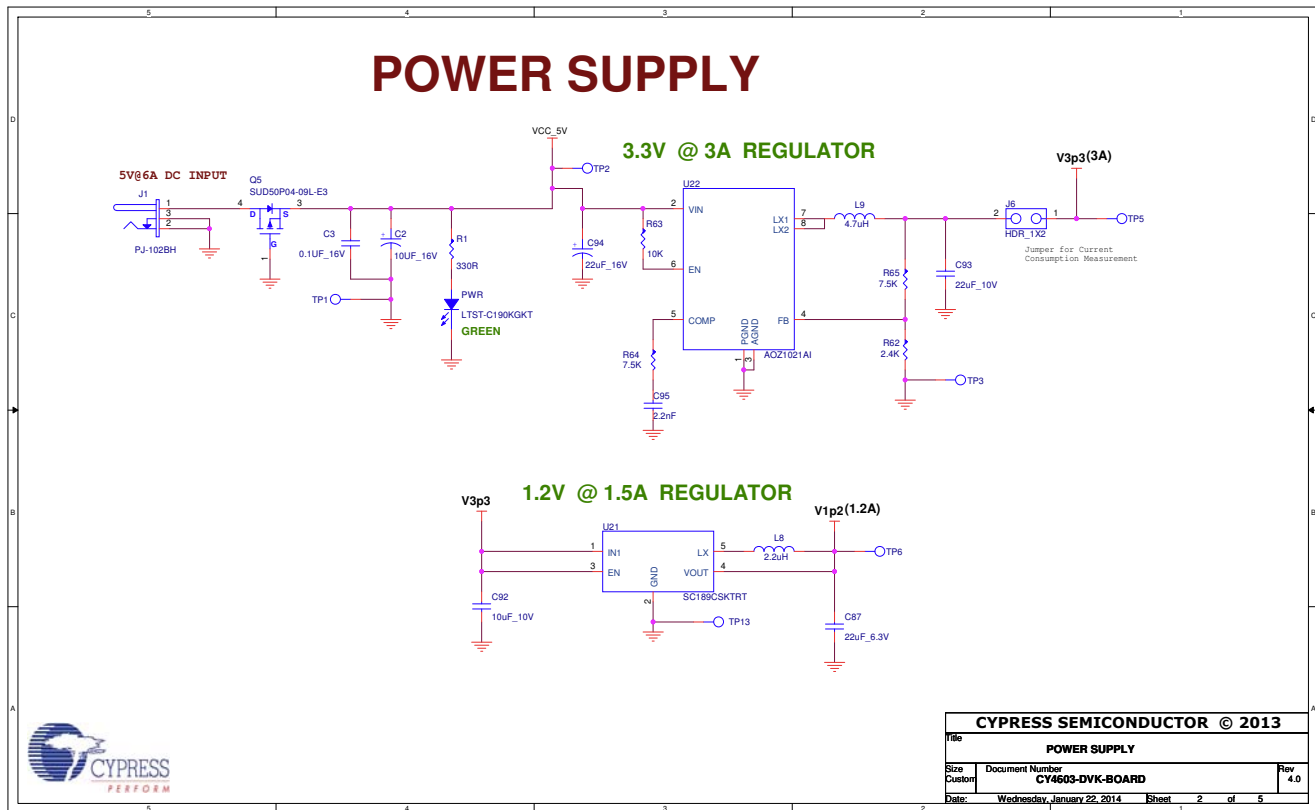 5 4 3 2 1
POWER SUPPLY
D D
VCC_5V
TP2
3.3V @ 3A REGULATOR
V3p3 (3A)
5V@6A DC INPUT
J1
PJ-102BH
1
3
2
Q5
SUD50P04-09L-E3
4 3
D S
G
1
C3
0.1UF_16V
C2
10UF_16V
+
TP1
R1
330R
PWR
LTST-C190KGKT
GREEN
C94
22uF_16V
+
R63
10K
U22
2 VIN
6 EN
5 COMP
LX1 7
LX2 8
FB 4
PGND
AGND
1
3
AOZ1021AI
R64
7.5K
C95
2.2nF
L9
4.7uH
R65
7.5K
R62
2.4K
C93
22uF_10V
TP3
J6
2 1
HDR_1X2
Jumper for Current
Consumption Measurement
TP5
C C
1.2V @ 1.5A REGULATOR
V3p3
V1p2 (1.2A)
B B
U21
1 IN1
3 EN
LX 5
VOUT 4
GND
2
SC189CSKTRT
L8
2.2uH
TP6
C92
10uF_10V
TP13
C87
22uF_6.3V
A A
CYPRESS
PERFORM
CYPRESS SEMICONDUCTOR © 2013
Title
POWER SUPPLY
Size
Custom
Document Number
CY4603-DVK-BOARD
Rev
4.0
Date: Wednesday, January 22, 2014 Sheet 2 of 5
5 4 3 2 1